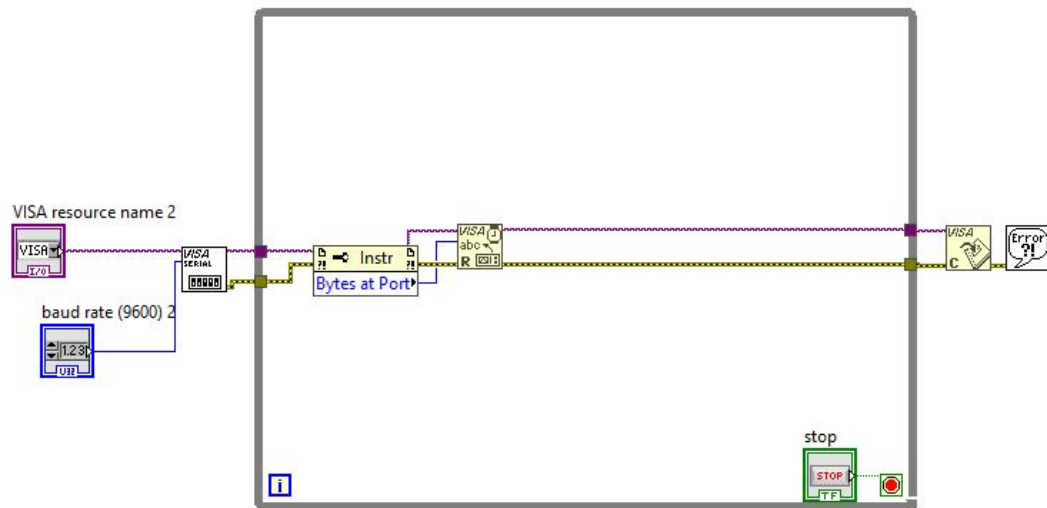 VISA resource name 2
VISA
I/O
VISA
SERIAL
baud rate (9600) 2
1.23
U32
Instr
Bytes at Port
VISA
abc
R
VISA
C
Error
?!
stop
STOP
TF
i